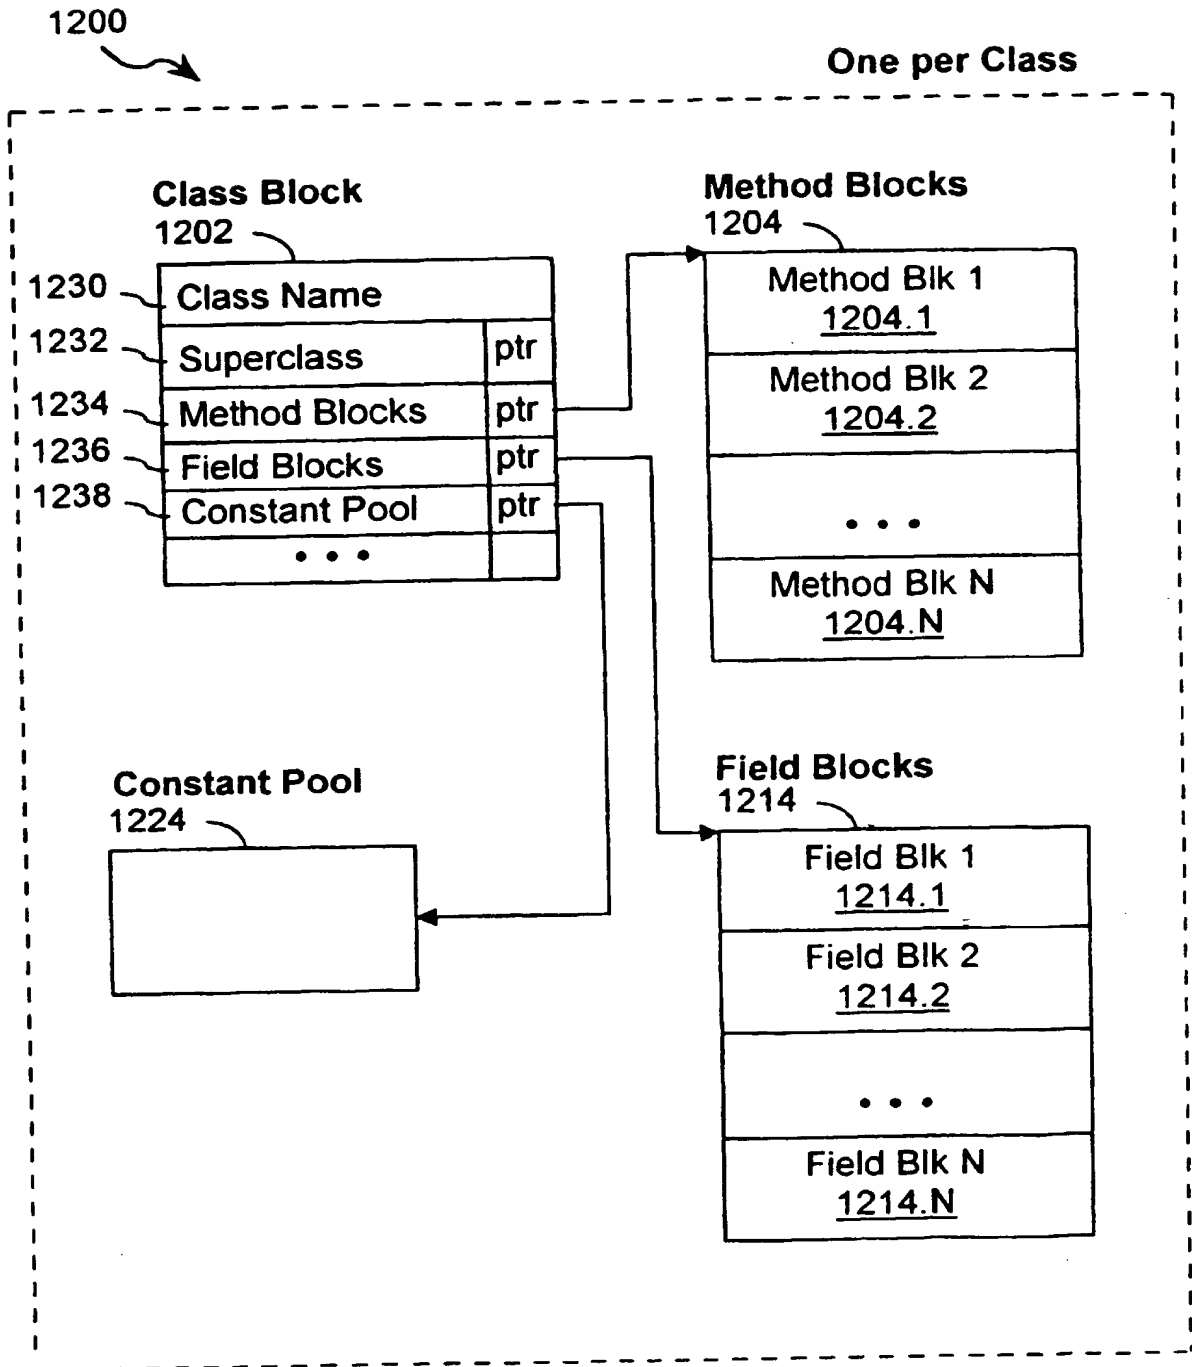 1200
One per Class
Class Block
1202
1230
Class Name
1232
Superclass ptr
1234
Method Blocks ptr
1236
Field Blocks ptr
1238
Constant Pool ptr
• • •
Method Blocks
1204
Method Blk 1
1204.1
Method Blk 2
1204.2
• • •
Method Blk N
1204.N
Constant Pool
1224
Field Blocks
1214
Field Blk 1
1214.1
Field Blk 2
1214.2
• • •
Field Blk N
1214.N